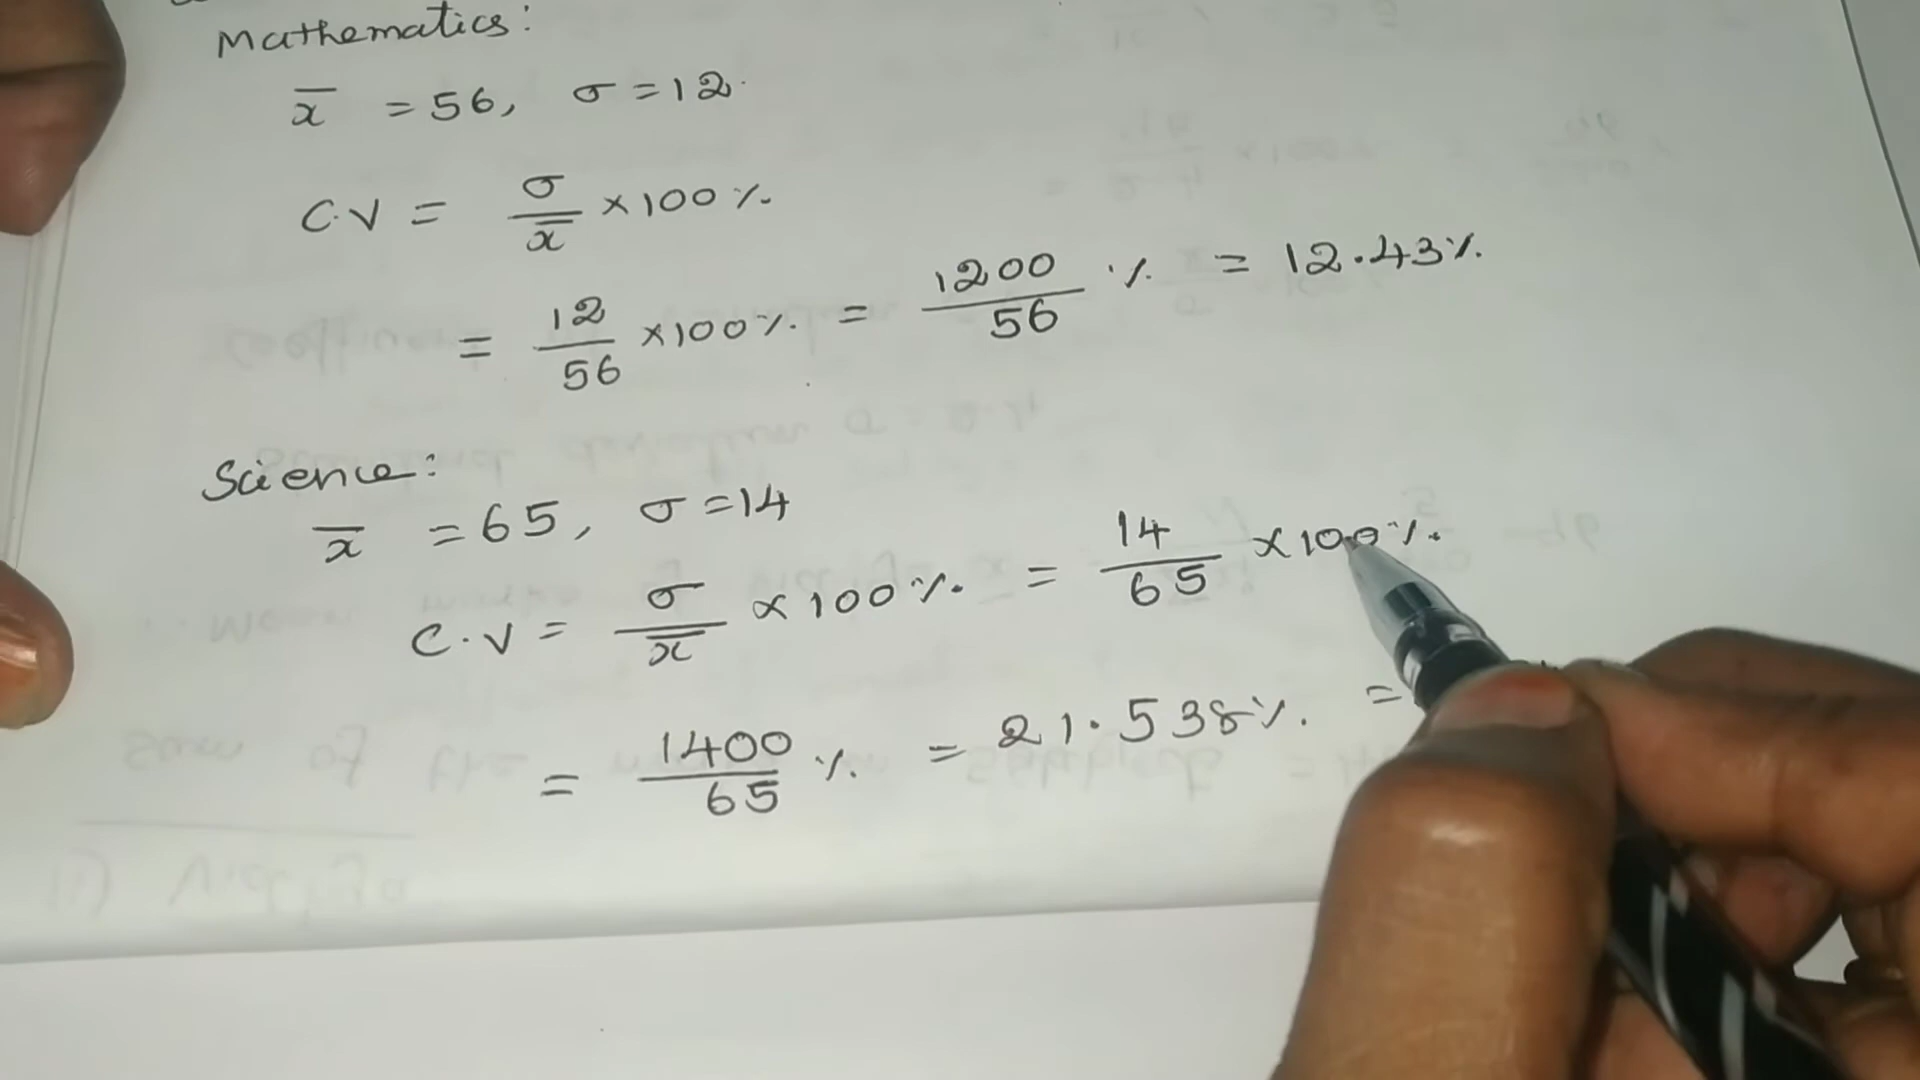 Mathematics:
x̄ = 56, σ = 12.
C.V = σ/x̄ × 100 %
= 12/56 × 100 % = 1200/56 % = 12.43 %
Science:
x̄ = 65, σ = 14
C.V = σ/x̄ × 100 % = 14/65 × 100 %
= 1400/65 % = 21.538 % =